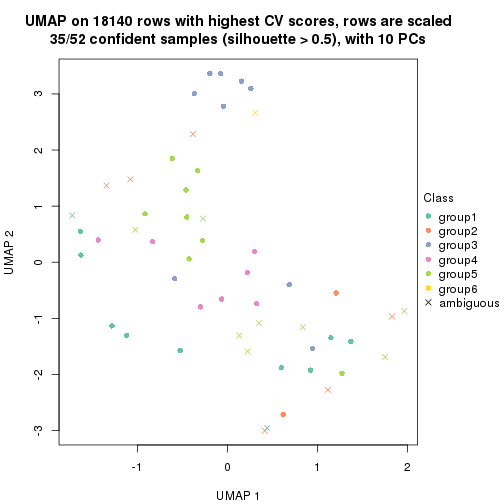 UMAP on 18140 rows with highest CV scores, rows are scaled
35/52 confident samples (silhouette > 0.5), with 10 PCs
3
2
1
0
-1
-2
-3
UMAP 2
-1
0
1
2
UMAP 1
Class
group1
group2
group3
group4
group5
group6
ambiguous